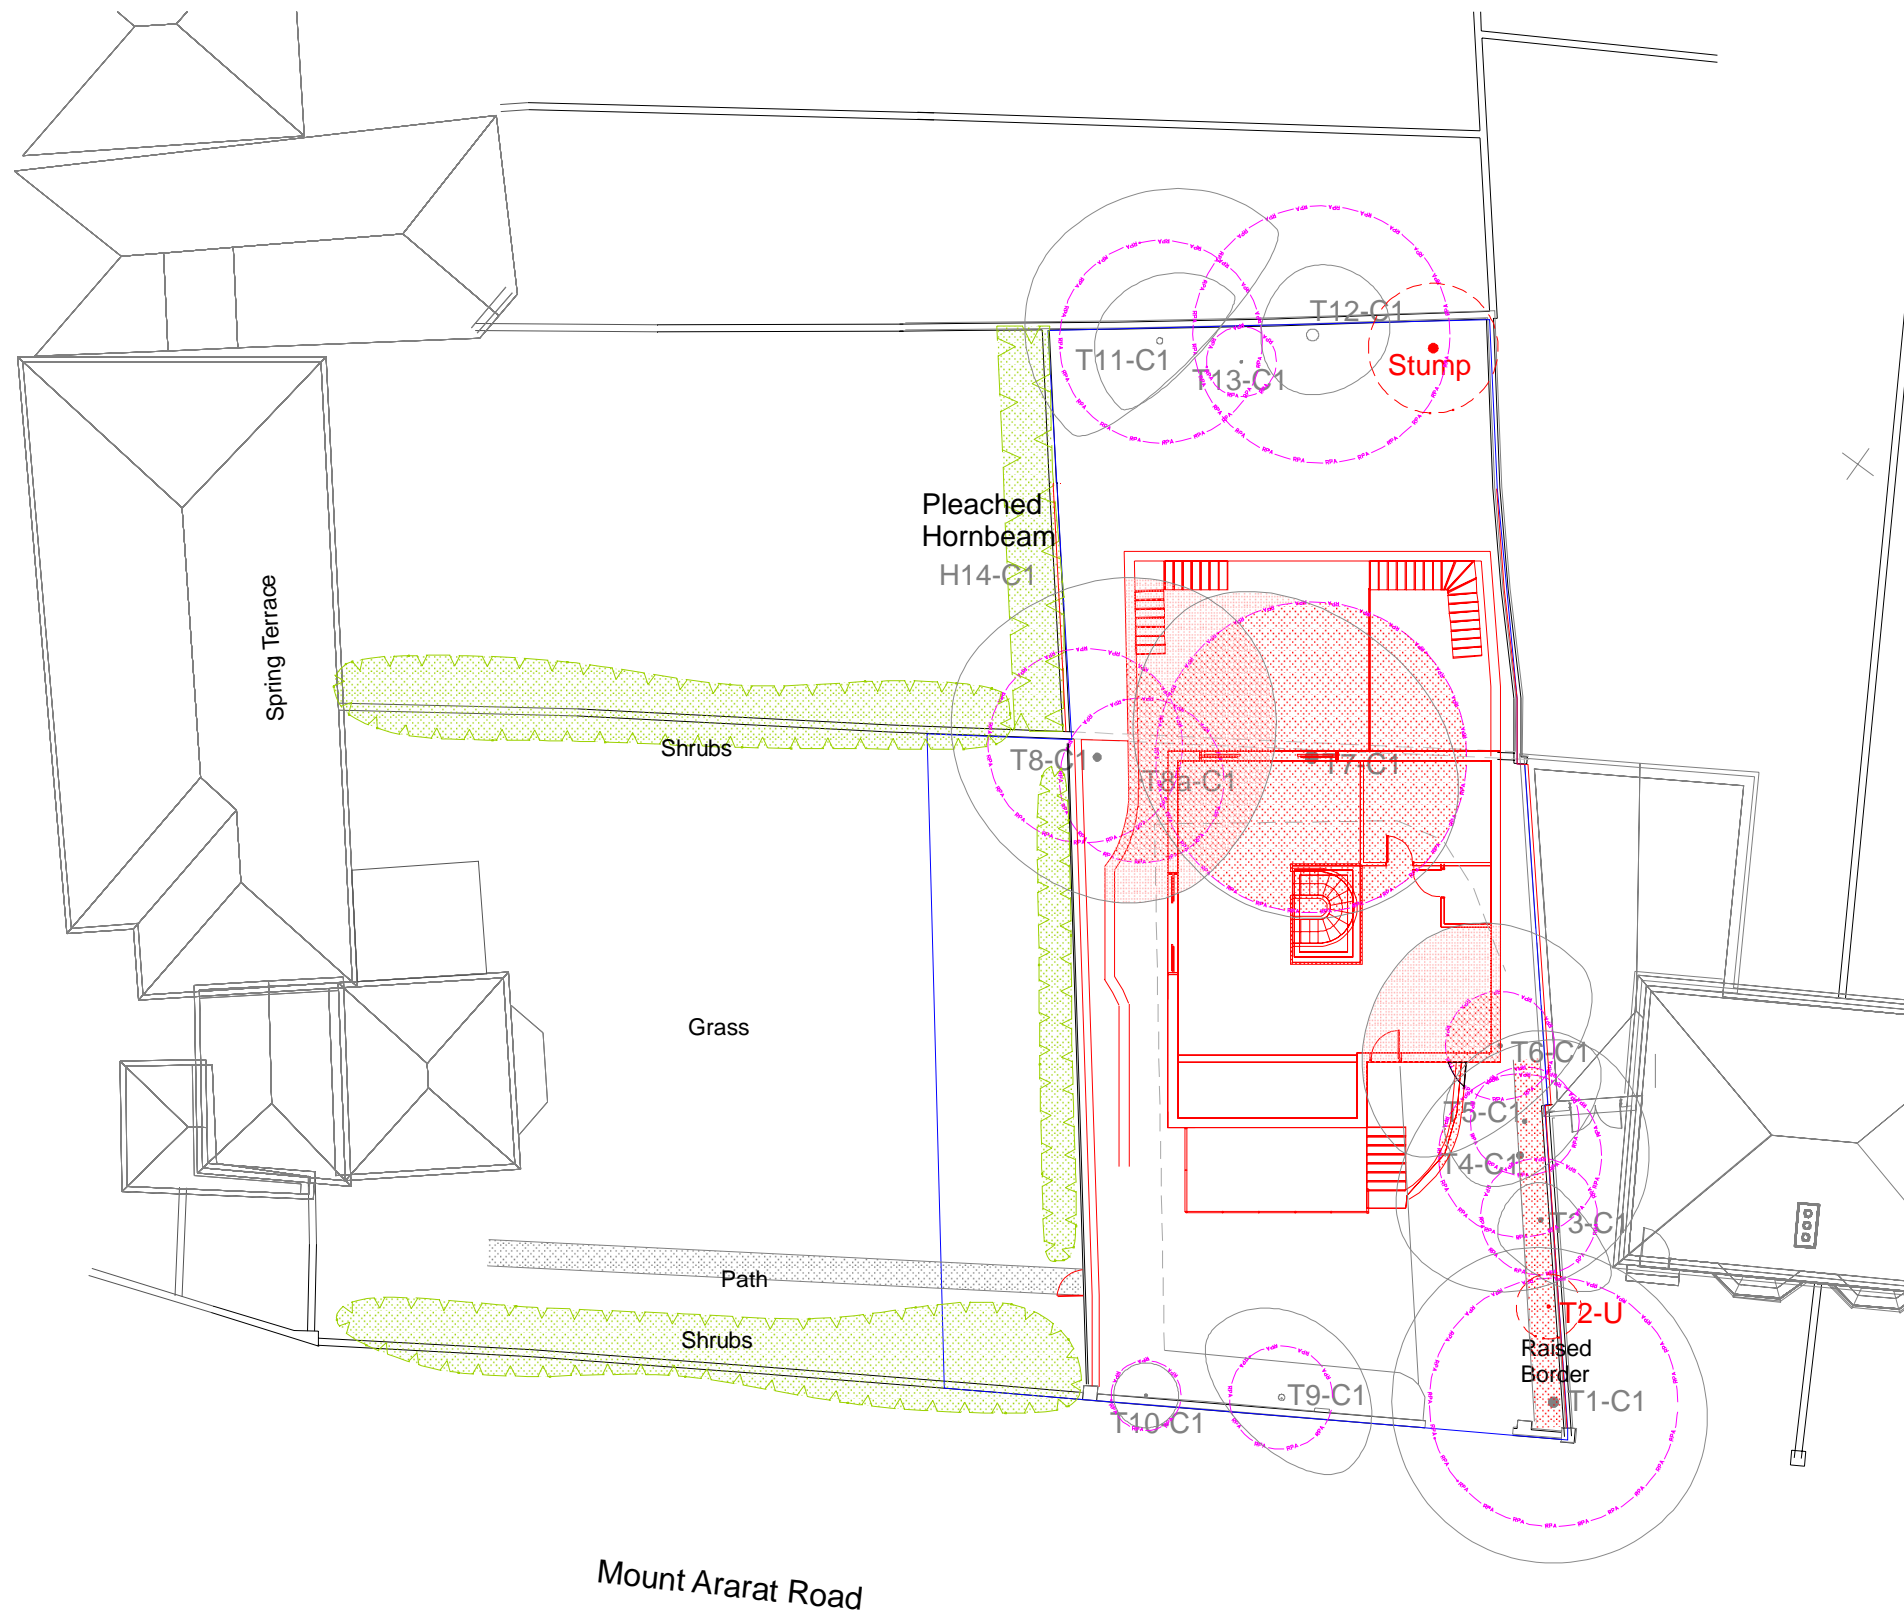 T12-C1
T11-C1
Stump
T13-C1
Pleached
Hornbeam
H14-C1
Spring Terrace
Shrubs
T8-C1
T8a-C1
T7-C1
Grass
T6-C1
T5-C1
T4-C1
T3-C1
Path
T2-U
Shrubs
Raised
Border
T9-C1
T1-C1
T10-C1
Mount Ararat Road
RPA